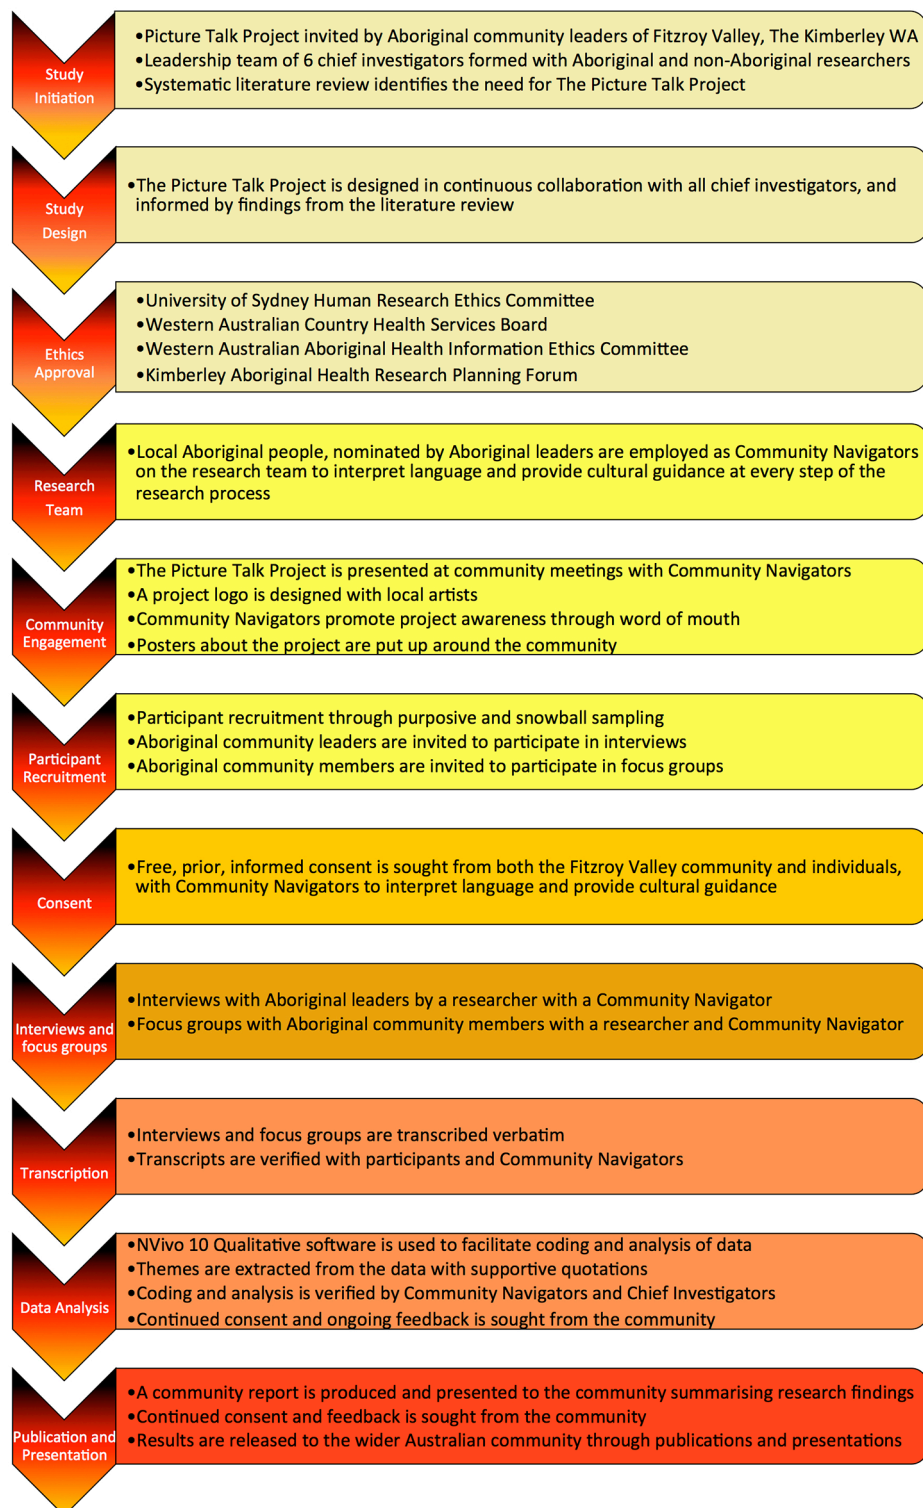 Study
Initiation
•Picture Talk Project invited by Aboriginal community leaders of Fitzroy Valley, The Kimberley WA
•Leadership team of 6 chief investigators formed with Aboriginal and non-Aboriginal researchers
•Systematic literature review identifies the need for The Picture Talk Project
Study
Design
•The Picture Talk Project is designed in continuous collaboration with all chief investigators, and
informed by findings from the literature review
Ethics
Approval
•University of Sydney Human Research Ethics Committee
•Western Australian Country Health Services Board
•Western Australian Aboriginal Health Information Ethics Committee
•Kimberley Aboriginal Health Research Planning Forum
Research
Team
•Local Aboriginal people, nominated by Aboriginal leaders are employed as Community Navigators
on the research team to interpret language and provide cultural guidance at every step of the
research process
Community
Engagement
•The Picture Talk Project is presented at community meetings with Community Navigators
•A project logo is designed with local artists
•Community Navigators promote project awareness through word of mouth
•Posters about the project are put up around the community
Participant
Recruitment
•Participant recruitment through purposive and snowball sampling
•Aboriginal community leaders are invited to participate in interviews
•Aboriginal community members are invited to participate in focus groups
Consent
•Free, prior, informed consent is sought from both the Fitzroy Valley community and individuals,
with Community Navigators to interpret language and provide cultural guidance
Interviews and
focus groups
•Interviews with Aboriginal leaders by a researcher with a Community Navigator
•Focus groups with Aboriginal community members with a researcher and Community Navigator
Transcription
•Interviews and focus groups are transcribed verbatim
•Transcripts are verified with participants and Community Navigators
Data Analysis
•NVivo 10 Qualitative software is used to facilitate coding and analysis of data
•Themes are extracted from the data with supportive quotations
•Coding and analysis is verified by Community Navigators and Chief Investigators
•Continued consent and ongoing feedback is sought from the community
Publication and
Presentation
•A community report is produced and presented to the community summarising research findings
•Continued consent and feedback is sought from the community
•Results are released to the wider Australian community through publications and presentations